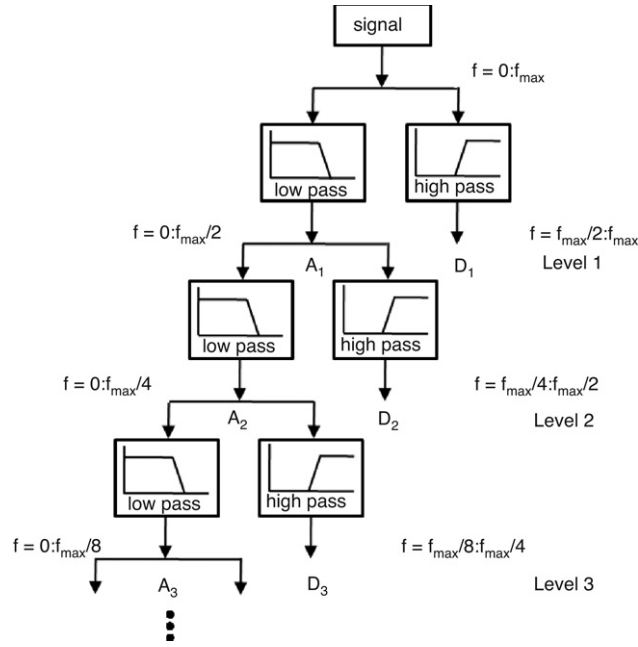 signal
f = 0:fmax
low pass
high pass
f = 0:fmax/2
f = fmax/2:fmax
A1
D1
Level 1
low pass
high pass
f = 0:fmax/4
f = fmax/4:fmax/2
A2
D2
Level 2
low pass
high pass
f = 0:fmax/8
f = fmax/8:fmax/4
A3
D3
Level 3